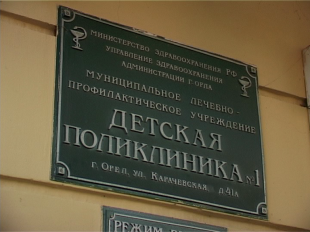 МИНИСТЕРСТВО ЗДРАВООХРАНЕНИЯ РФ
УПРАВЛЕНИЕ ЗДРАВООХРАНЕНИЯ
АДМИНИСТРАЦИИ Г.ОРЛА
МУНИЦИПАЛЬНОЕ ЛЕЧЕБНО-
ПРОФИЛАКТИЧЕСКОЕ УЧРЕЖДЕНИЕ
ДЕТСКАЯ
ПОЛИКЛИНИКА №1
Г. ОРЕЛ, УЛ. КАРАЧЕВСКАЯ, Д.41А
РЕЖИМ